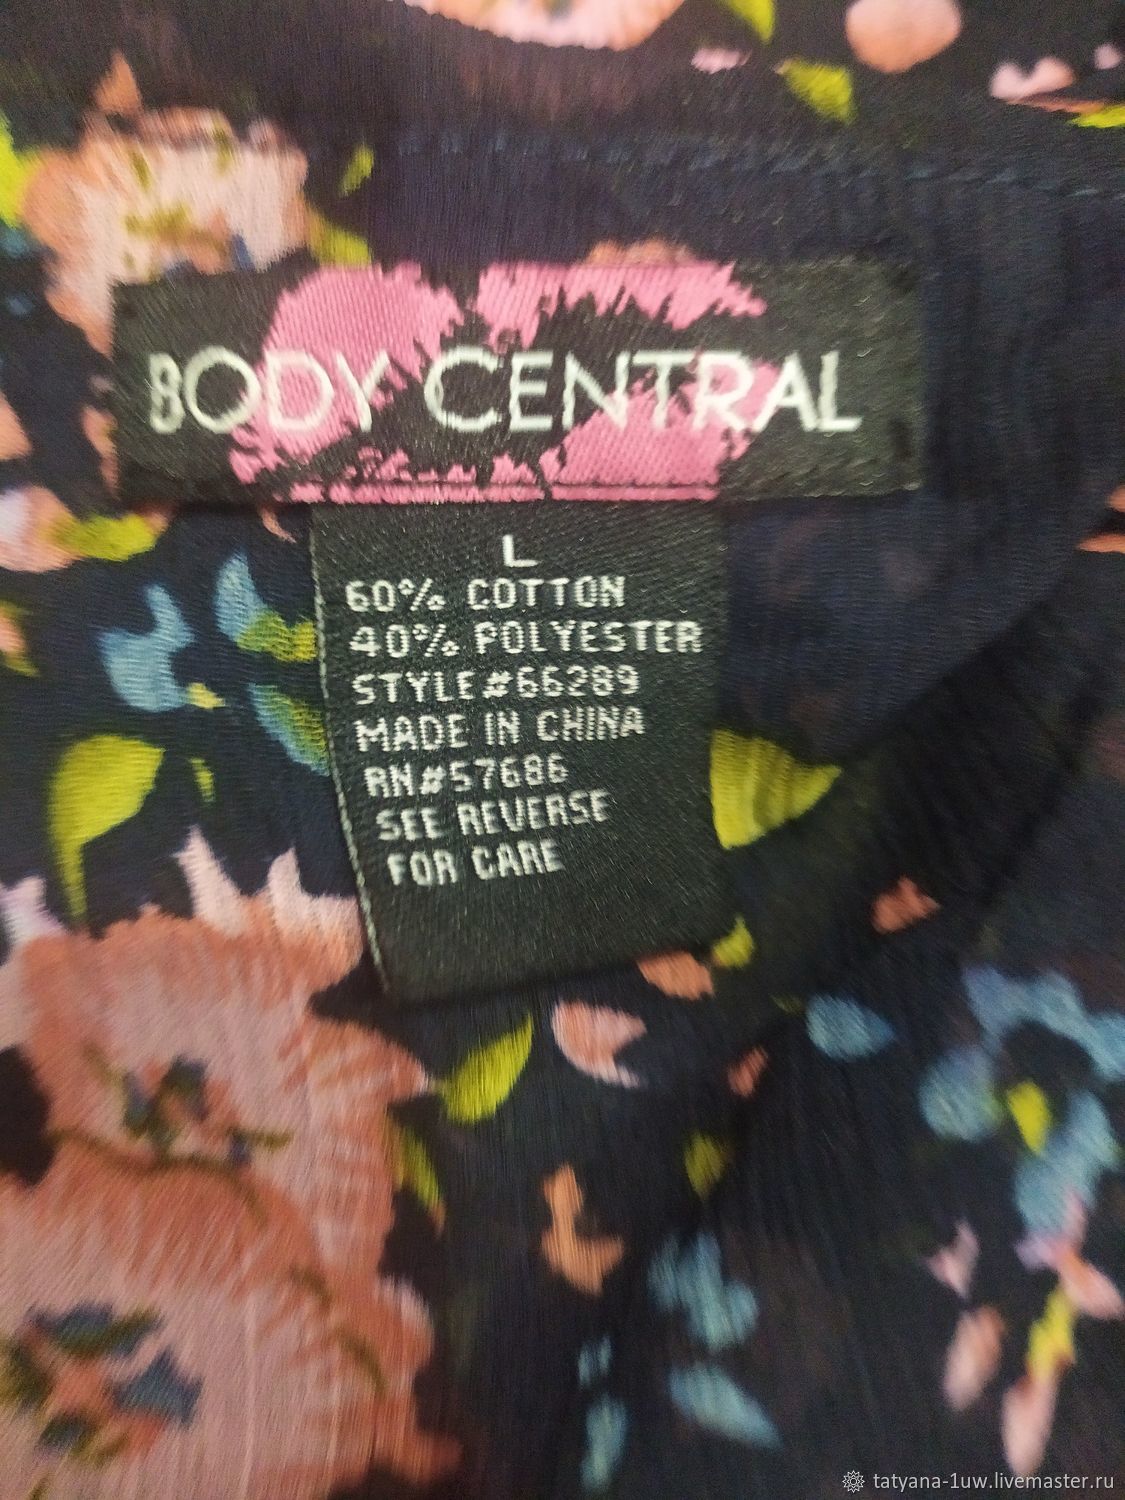 BODY CENTRAL
L
60% COTTON
40% POLYESTER
STYLE#66289
MADE IN CHINA
RN#57686
SEE REVERSE
FOR CARE
tatyana-1uw.livemaster.ru